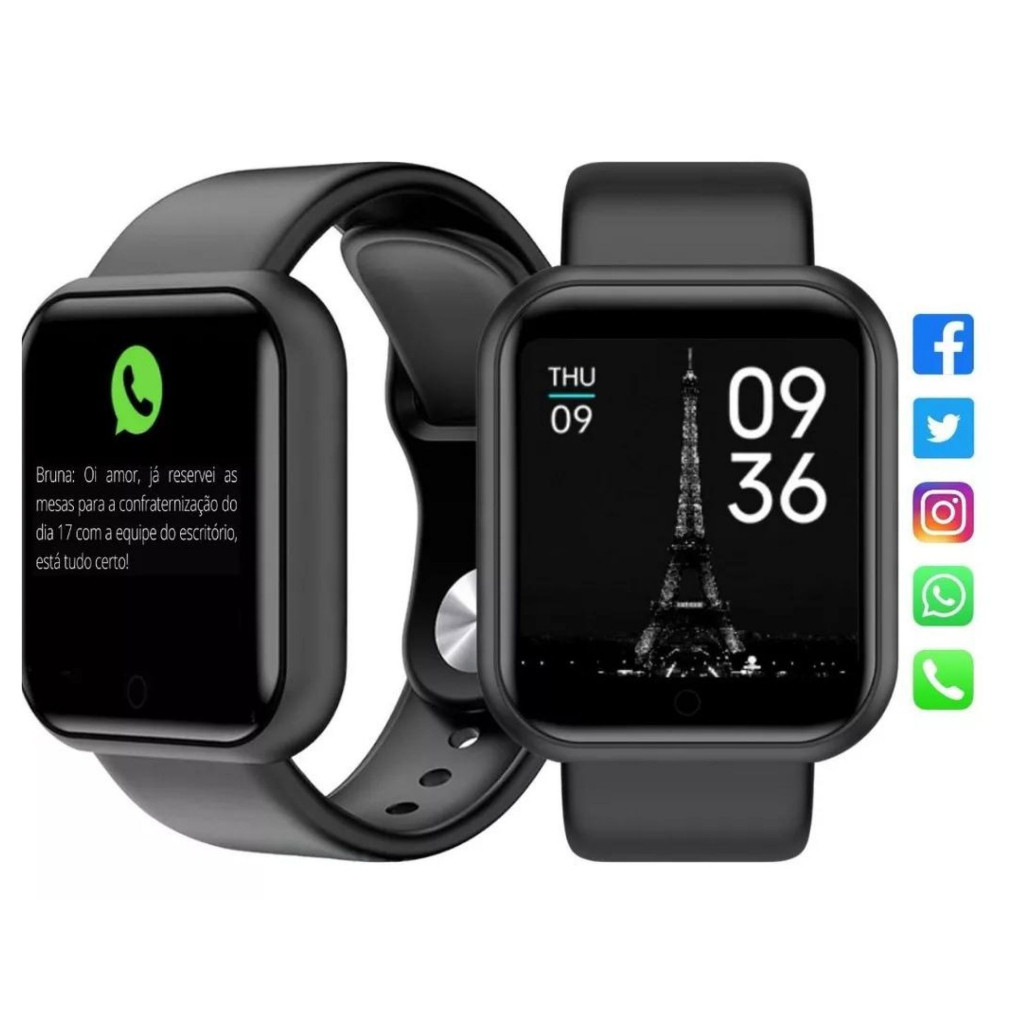 Bruna: Oi amor, já reservei as
mesas para a confraternização do
dia 17 com a equipe do escritório,
está tudo certo!
THU
09
09
36